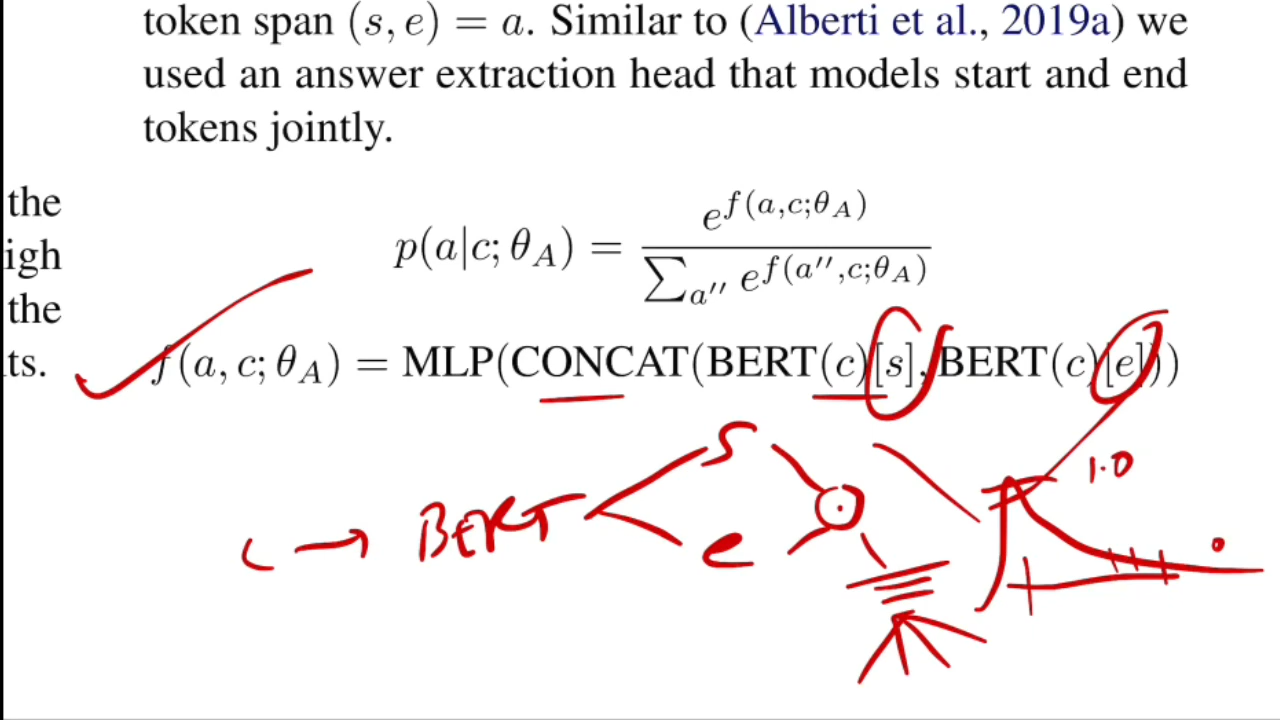 token span (s, e) = a. Similar to (Alberti et al., 2019a) we
used an answer extraction head that models start and end
tokens jointly.
the
igh
the
ts.
p(a|c; θ_A) = e^{f(a,c;θ_A)} / ∑_{a''} e^{f(a'',c;θ_A)}
f(a, c; θ_A) = MLP(CONCAT(BERT(c)[s], BERT(c)[e]))
c → BERT
s
e
1.0